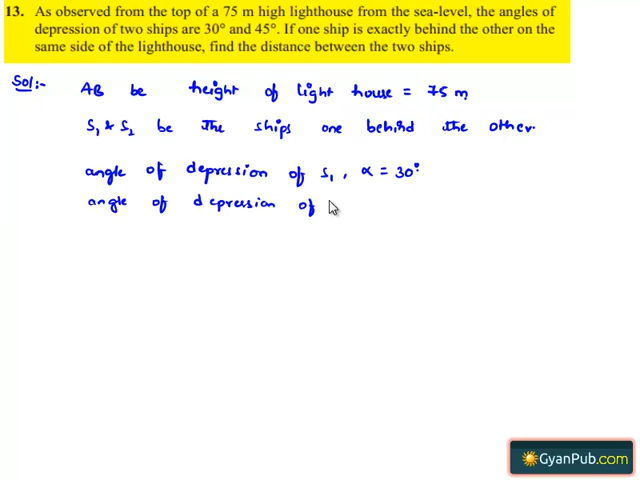 13. As observed from the top of a 75 m high lighthouse from the sea-level, the angles of
depression of two ships are 30° and 45°. If one ship is exactly behind the other on the
same side of the lighthouse, find the distance between the two ships.
Sol:- AB be height of light house = 75 m
S₁ & S₂ be the ships one behind the other.
angle of depression of S₁, α = 30°
angle of depression of
GyanPub.com